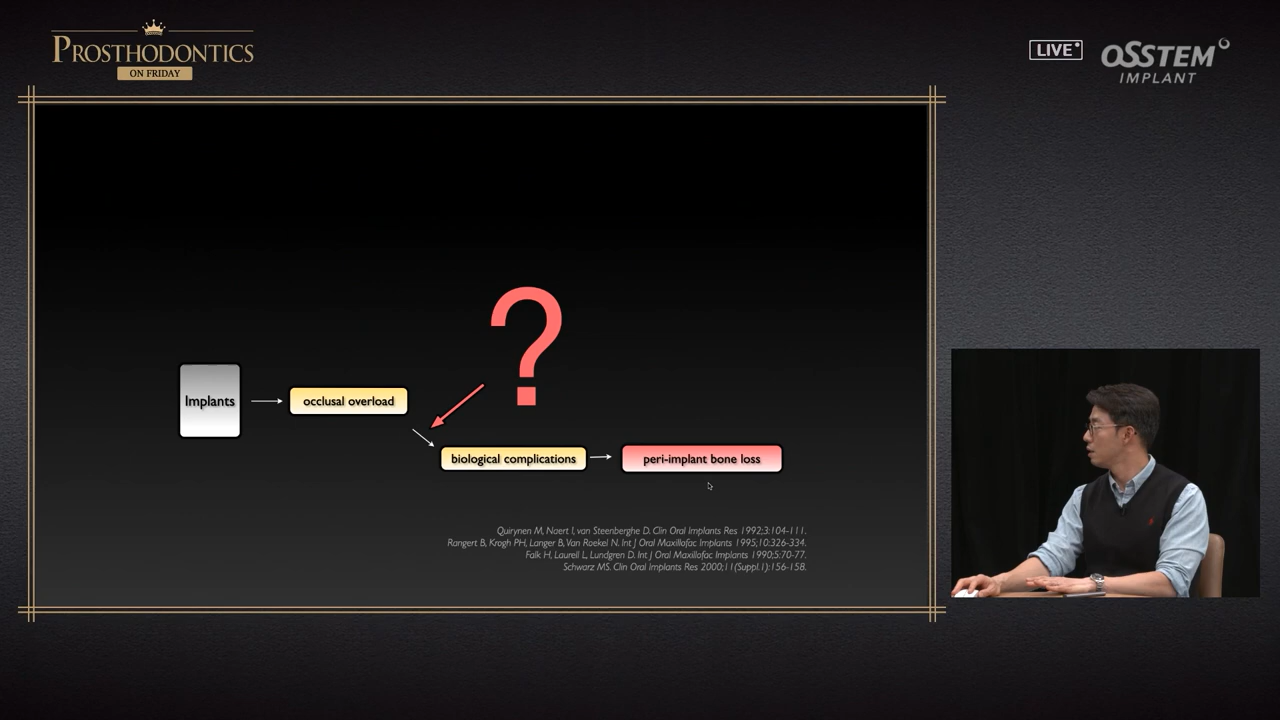 PROSTHODONTICS
ON FRIDAY
LIVE
OSSTEM
IMPLANT
?
Implants
occlusal overload
biological complications
peri-implant bone loss
Quirynen M, Naert I, van Steenberghe D. Clin Oral Implants Res 1992;3:104-111.
Rangert B, Krogh PH, Langer B, Van Roekel N. Int J Oral Maxillofac Implants 1995;10:326-334.
Falk H, Laurell L, Lundgren D. Int J Oral Maxillofac Implants 1990;5:70-77.
Schwarz MS. Clin Oral Implants Res 2000;11(Suppl.1):156-158.